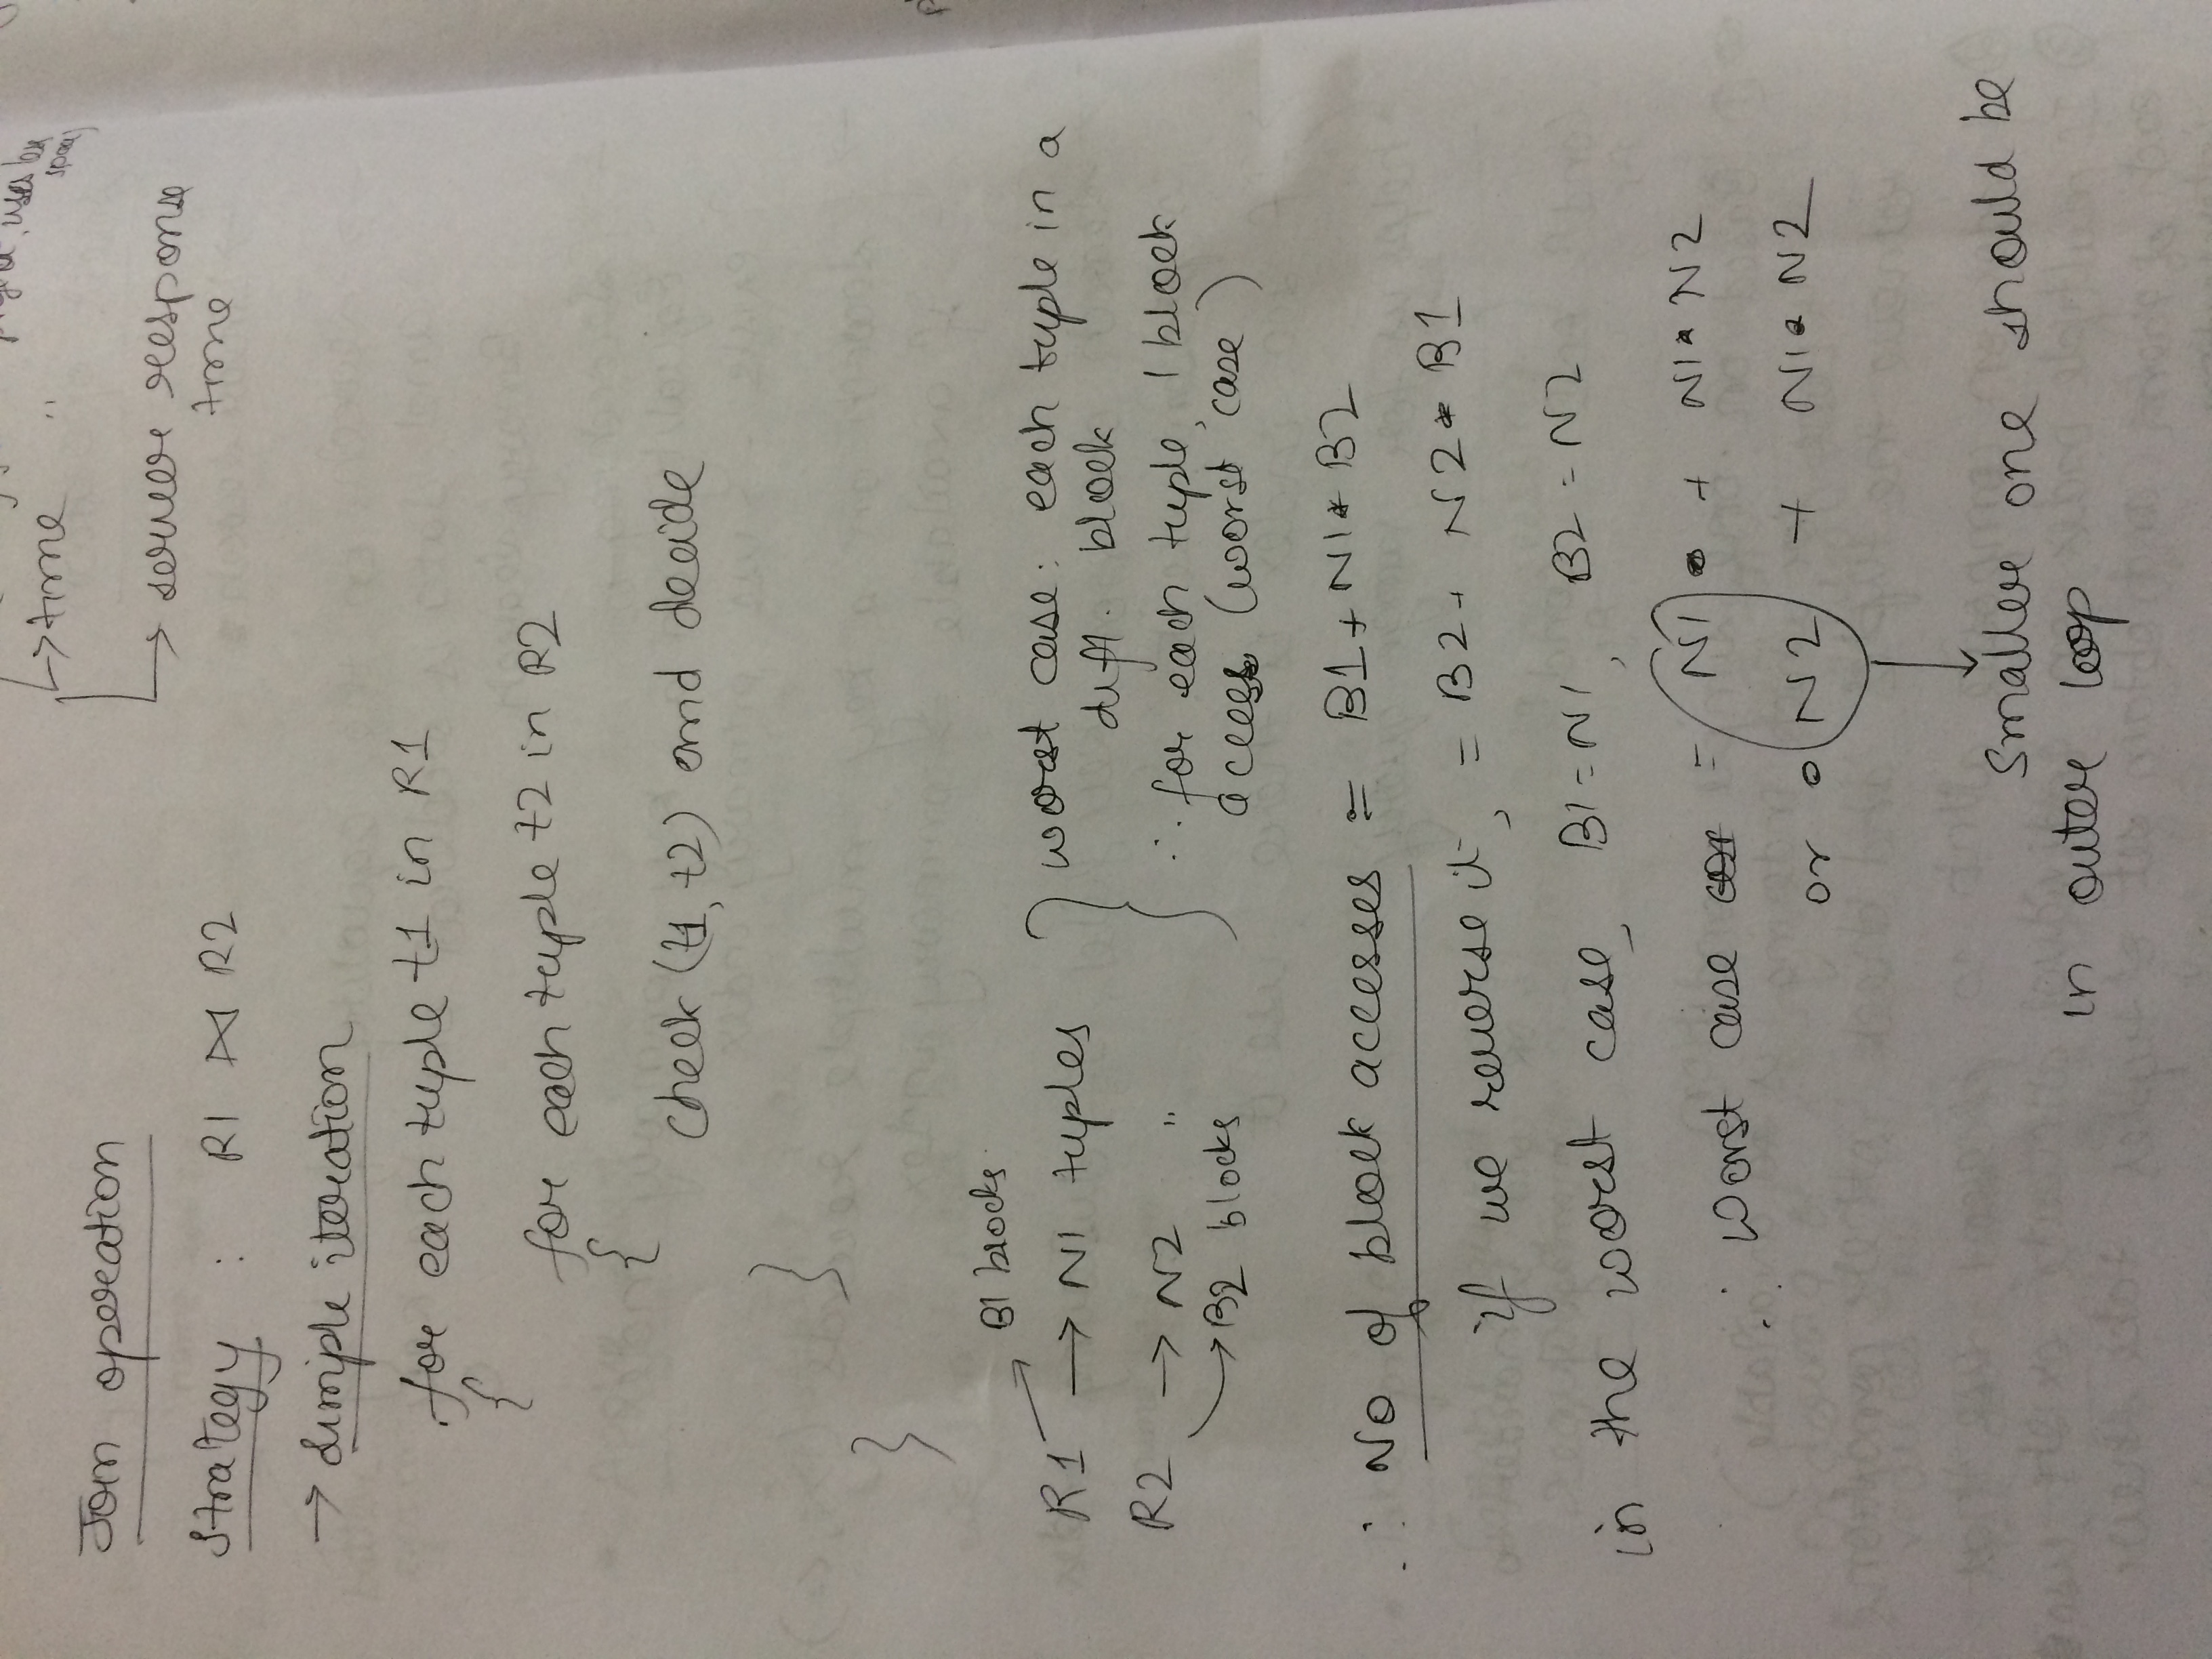 uses
→ time "
→ server response
time
Join operation
Strategy : R1 ⋈ R2
→ simple iteration
for each tuple t1 in R1
{
for each tuple t2 in R2
{
check (t1, t2) and decide
}
}
B1 blocks
R1 → N1 tuples
R2 → N2 "
→ B2 blocks
} worst case: each tuple in a
diff. block
∴ for each tuple, 1 block
access (worst case)
∴ No of block accesses = B1 + N1 * B2
if we reverse it, = B2 + N2 * B1
in the worst case, B1 = N1, B2 = N2
∴ worst case = N1 + N1 * N2
or N2 + N1 * N2
smaller one should be
in outer loop